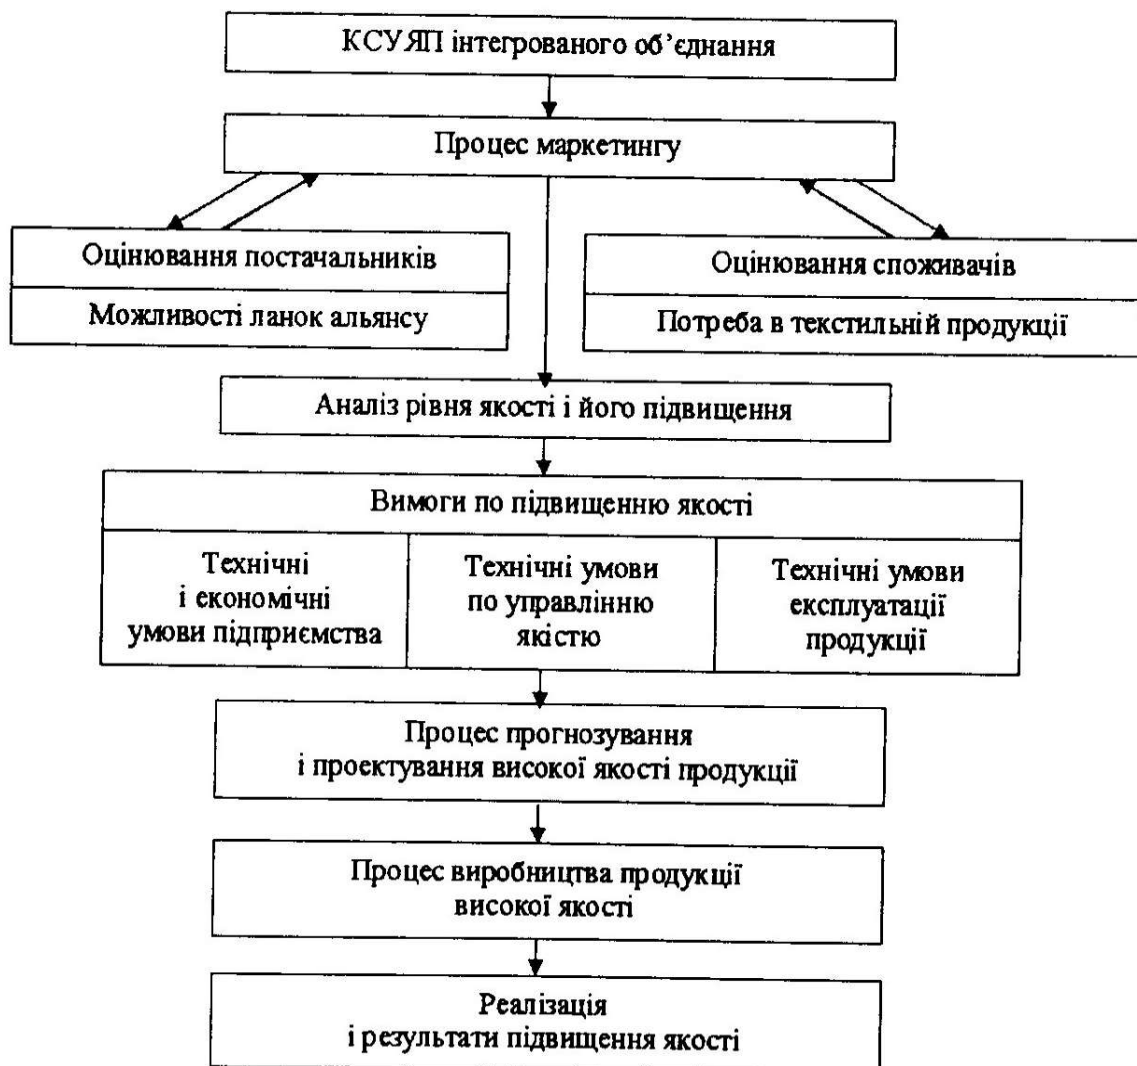 КСУЯП інтегрованого об’єднання
Процес маркетингу
Оцінювання постачальників
Можливості ланок альянсу
Оцінювання споживачів
Потреба в текстильній продукції
Аналіз рівня якості і його підвищення
Вимоги по підвищенню якості
Технічні
і економічні
умови підприємства
Технічні умови
по управлінню
якістю
Технічні умови
експлуатації
продукції
Процес прогнозування
і проектування високої якості продукції
Процес виробництва продукції
високої якості
Реалізація
і результати підвищення якості